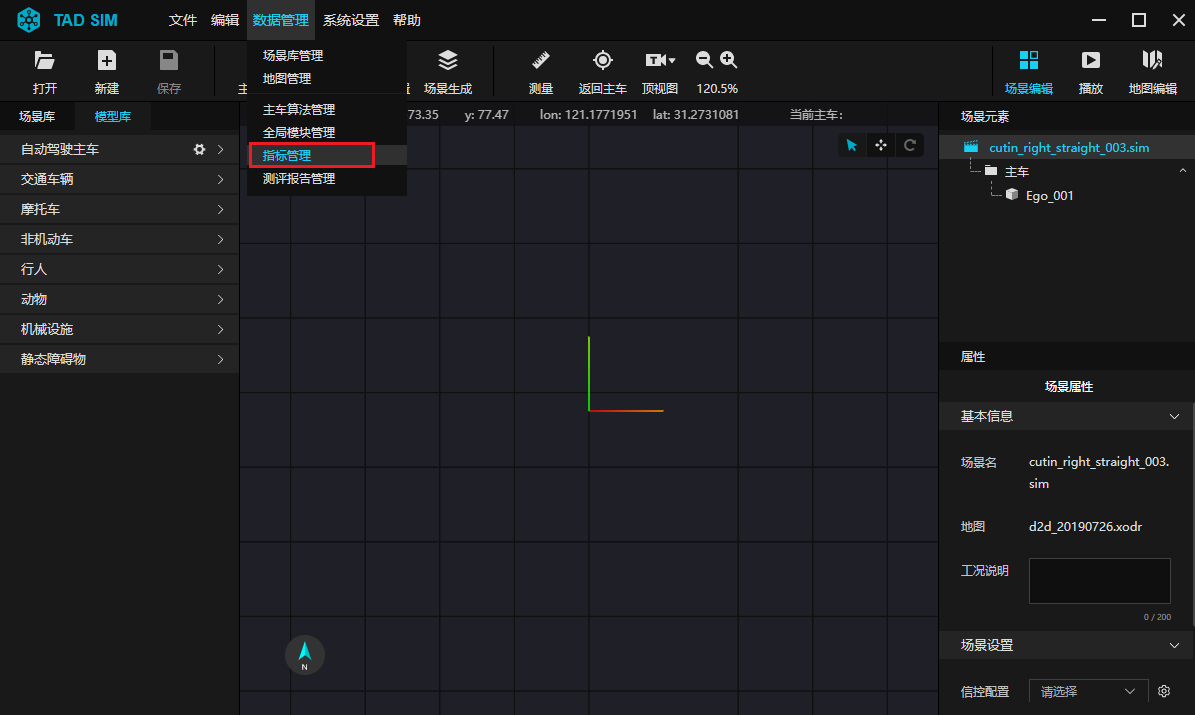 TAD SIM
文件 编辑 数据管理 系统设置 帮助
场景库管理
地图管理
主车算法管理
全局模块管理
指标管理
测评报告管理
打开 新建 保存 主 场景生成 测量 返回主车 顶视图 120.5% 场景编辑 播放 地图编辑
场景库 模型库
73.35 y: 77.47 lon: 121.1771951 lat: 31.2731081 当前主车:
自动驾驶主车
交通车辆
摩托车
非机动车
行人
动物
机械设施
静态障碍物
N
场景元素
cutin_right_straight_003.sim
主车
Ego_001
属性
场景属性
基本信息
场景名 cutin_right_straight_003.
sim
地图 d2d_20190726.xodr
工况说明
0 / 200
场景设置
信控配置 请选择